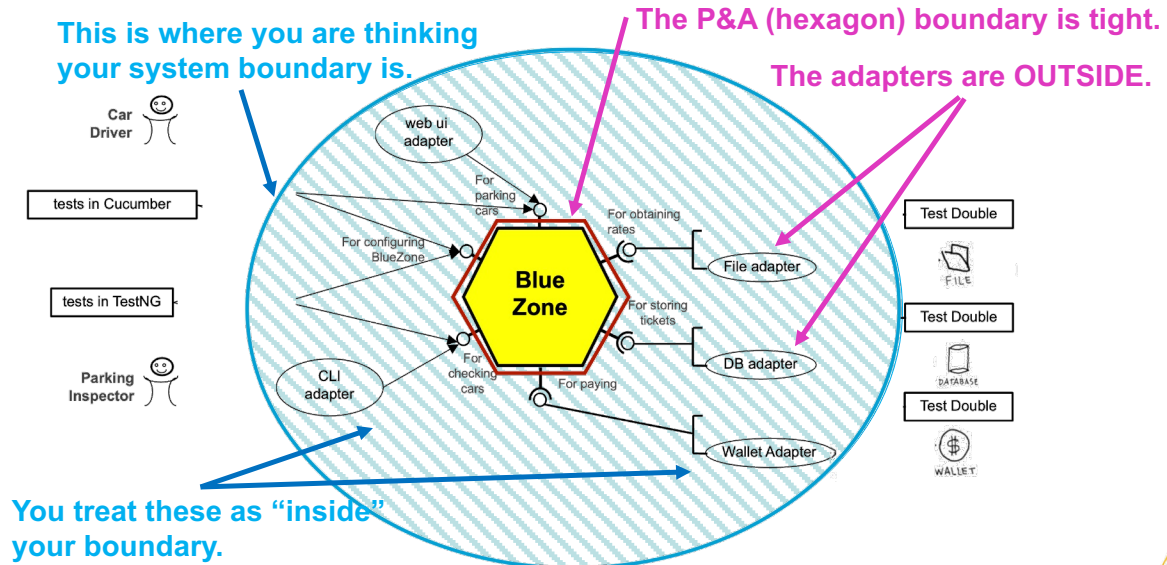 The P&A (hexagon) boundary is tight.
This is where you are thinking
your system boundary is.
The adapters are OUTSIDE.
Car
Driver
web ui
adapter
tests in Cucumber
For
parking
cars
For obtaining
rates
Test Double
For configuring
BlueZone
File adapter
FILE
Blue
Zone
tests in TestNG
For storing
tickets
Test Double
Parking
Inspector
CLI
adapter
For
checking
cars
For paying
DB adapter
DATABASE
Test Double
Wallet Adapter
$
WALLET
You treat these as “inside”
your boundary.